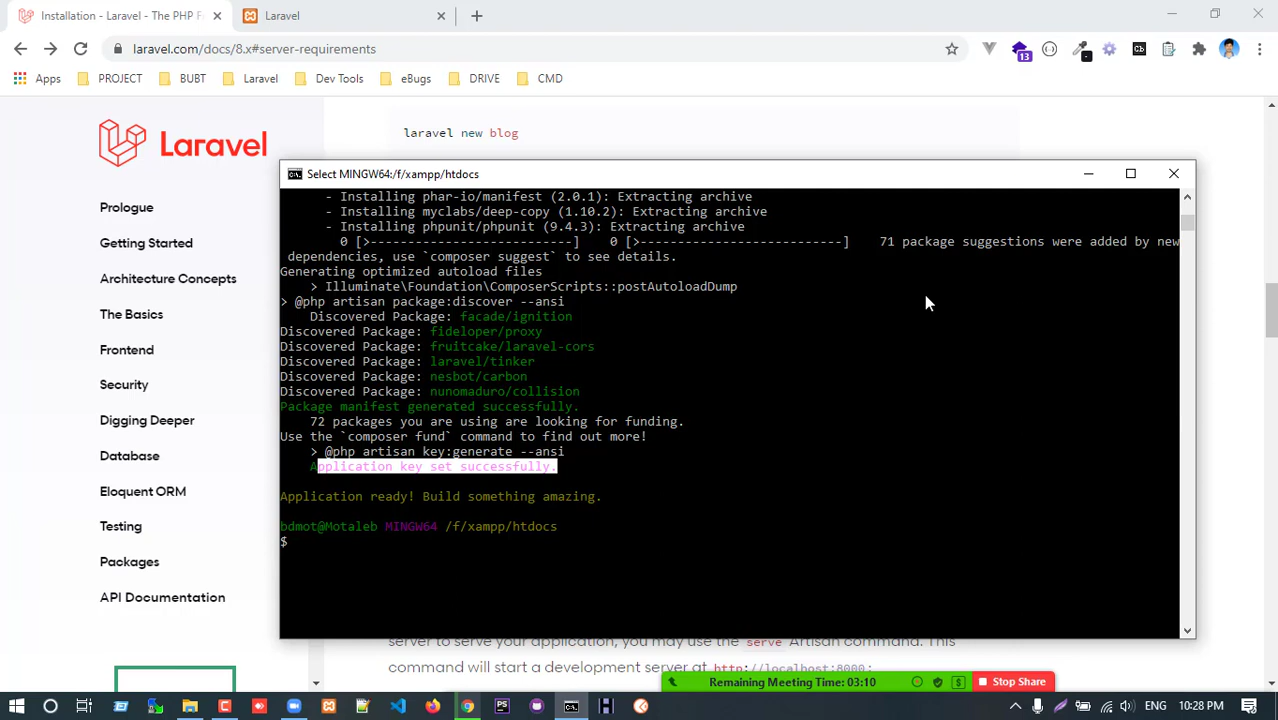 Installation - Laravel - The PHP F
Laravel
laravel.com/docs/8.x#server-requirements
13
Cb
Apps
PROJECT
BUBT
Laravel
Dev Tools
eBugs
DRIVE
CMD
Laravel
Prologue
Getting Started
Architecture Concepts
The Basics
Frontend
Security
Digging Deeper
Database
Eloquent ORM
Testing
Packages
API Documentation
laravel new blog
Select MINGW64:/f/xampp/htdocs
- Installing phar-io/manifest (2.0.1): Extracting archive
- Installing myclabs/deep-copy (1.10.2): Extracting archive
- Installing phpunit/phpunit (9.4.3): Extracting archive
0 [>---------------------------] 0 [>---------------------------] 71 package suggestions were added by new
dependencies, use `composer suggest` to see details.
Generating optimized autoload files
> Illuminate\Foundation\ComposerScripts::postAutoloadDump
> @php artisan package:discover --ansi
Discovered Package: facade/ignition
Discovered Package: fideloper/proxy
Discovered Package: fruitcake/laravel-cors
Discovered Package: laravel/tinker
Discovered Package: nesbot/carbon
Discovered Package: nunomaduro/collision
Package manifest generated successfully.
72 packages you are using are looking for funding.
Use the `composer fund` command to find out more!
> @php artisan key:generate --ansi
Application key set successfully.
Application ready! Build something amazing.
bdmot@Motaleb MINGW64 /f/xampp/htdocs
$
server to serve your application, you may use the serve Artisan command. This
command will start a development server at http://localhost:8000:
Remaining Meeting Time: 03:10
Stop Share
PS
ENG
10:28 PM